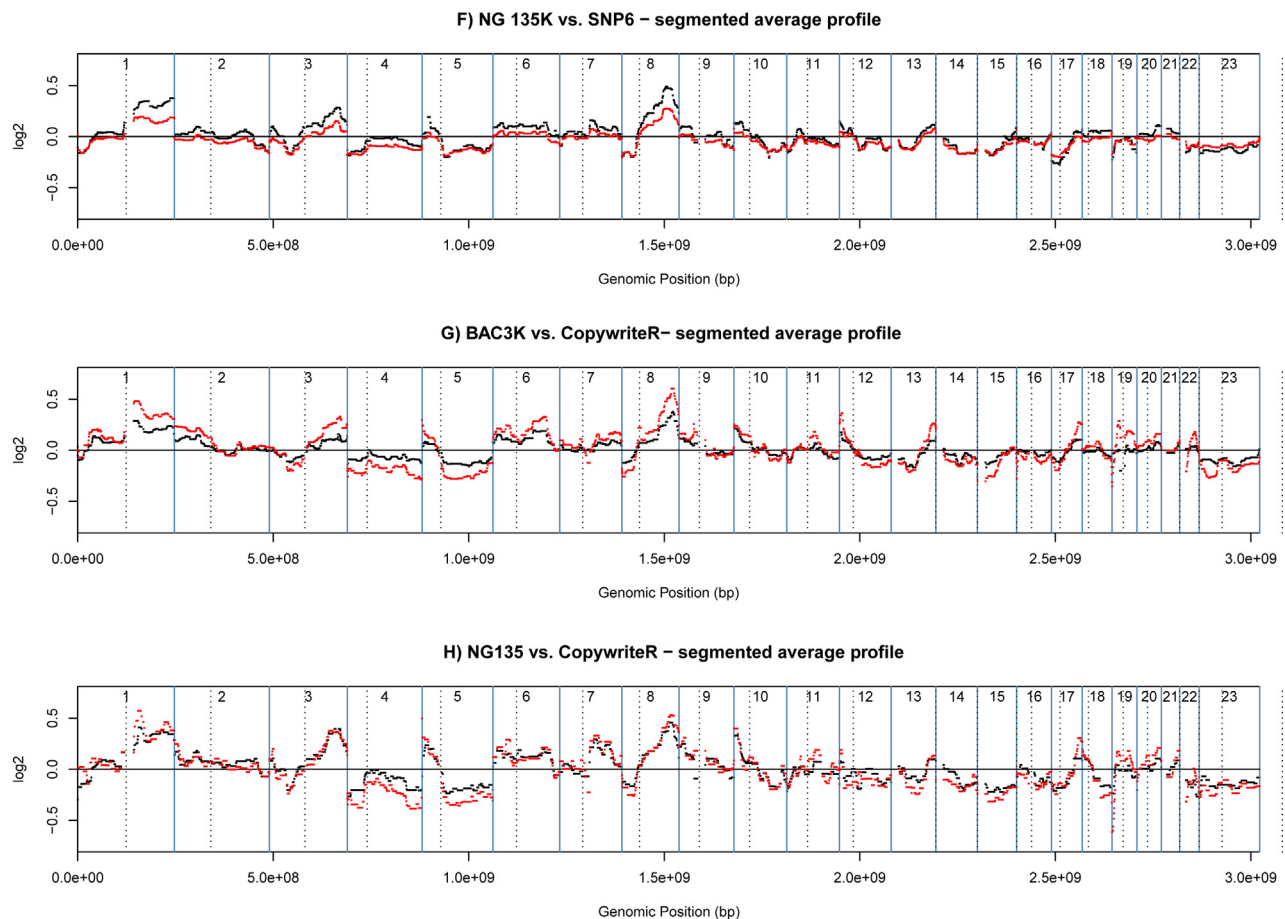 F) NG 135K vs. SNP6 − segmented average profile
1 2 3 4 5 6 7 8 9 10 11 12 13 14 15 16 17 18 19 20 21 22 23
0.5
0.0
−0.5
log2
0.0e+00 5.0e+08 1.0e+09 1.5e+09 2.0e+09 2.5e+09 3.0e+09
Genomic Position (bp)
G) BAC3K vs. CopywriteR− segmented average profile
1 2 3 4 5 6 7 8 9 10 11 12 13 14 15 16 17 18 19 20 21 22 23
0.5
0.0
−0.5
log2
0.0e+00 5.0e+08 1.0e+09 1.5e+09 2.0e+09 2.5e+09 3.0e+09
Genomic Position (bp)
H) NG135 vs. CopywriteR − segmented average profile
1 2 3 4 5 6 7 8 9 10 11 12 13 14 15 16 17 18 19 20 21 22 23
0.5
0.0
−0.5
log2
0.0e+00 5.0e+08 1.0e+09 1.5e+09 2.0e+09 2.5e+09 3.0e+09
Genomic Position (bp)